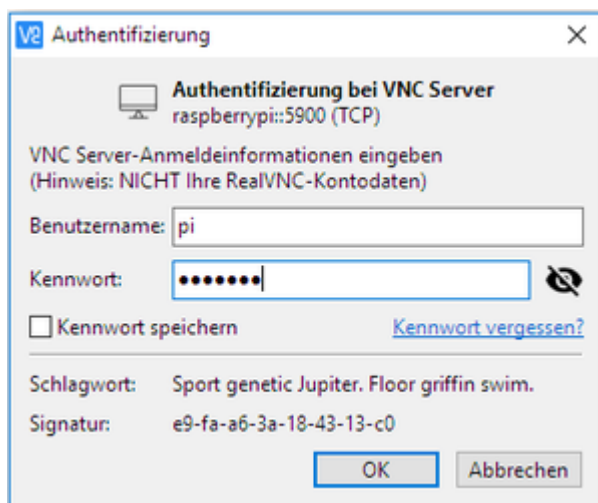 V2 Authentifizierung
Authentifizierung bei VNC Server
raspberrypi::5900 (TCP)
VNC Server-Anmeldeinformationen eingeben
(Hinweis: NICHT Ihre RealVNC-Kontodaten)
Benutzername: pi
Kennwort: •••••••
Kennwort speichern Kennwort vergessen?
Schlagwort: Sport genetic Jupiter. Floor griffin swim.
Signatur: e9-fa-a6-3a-18-43-13-c0
OK Abbrechen